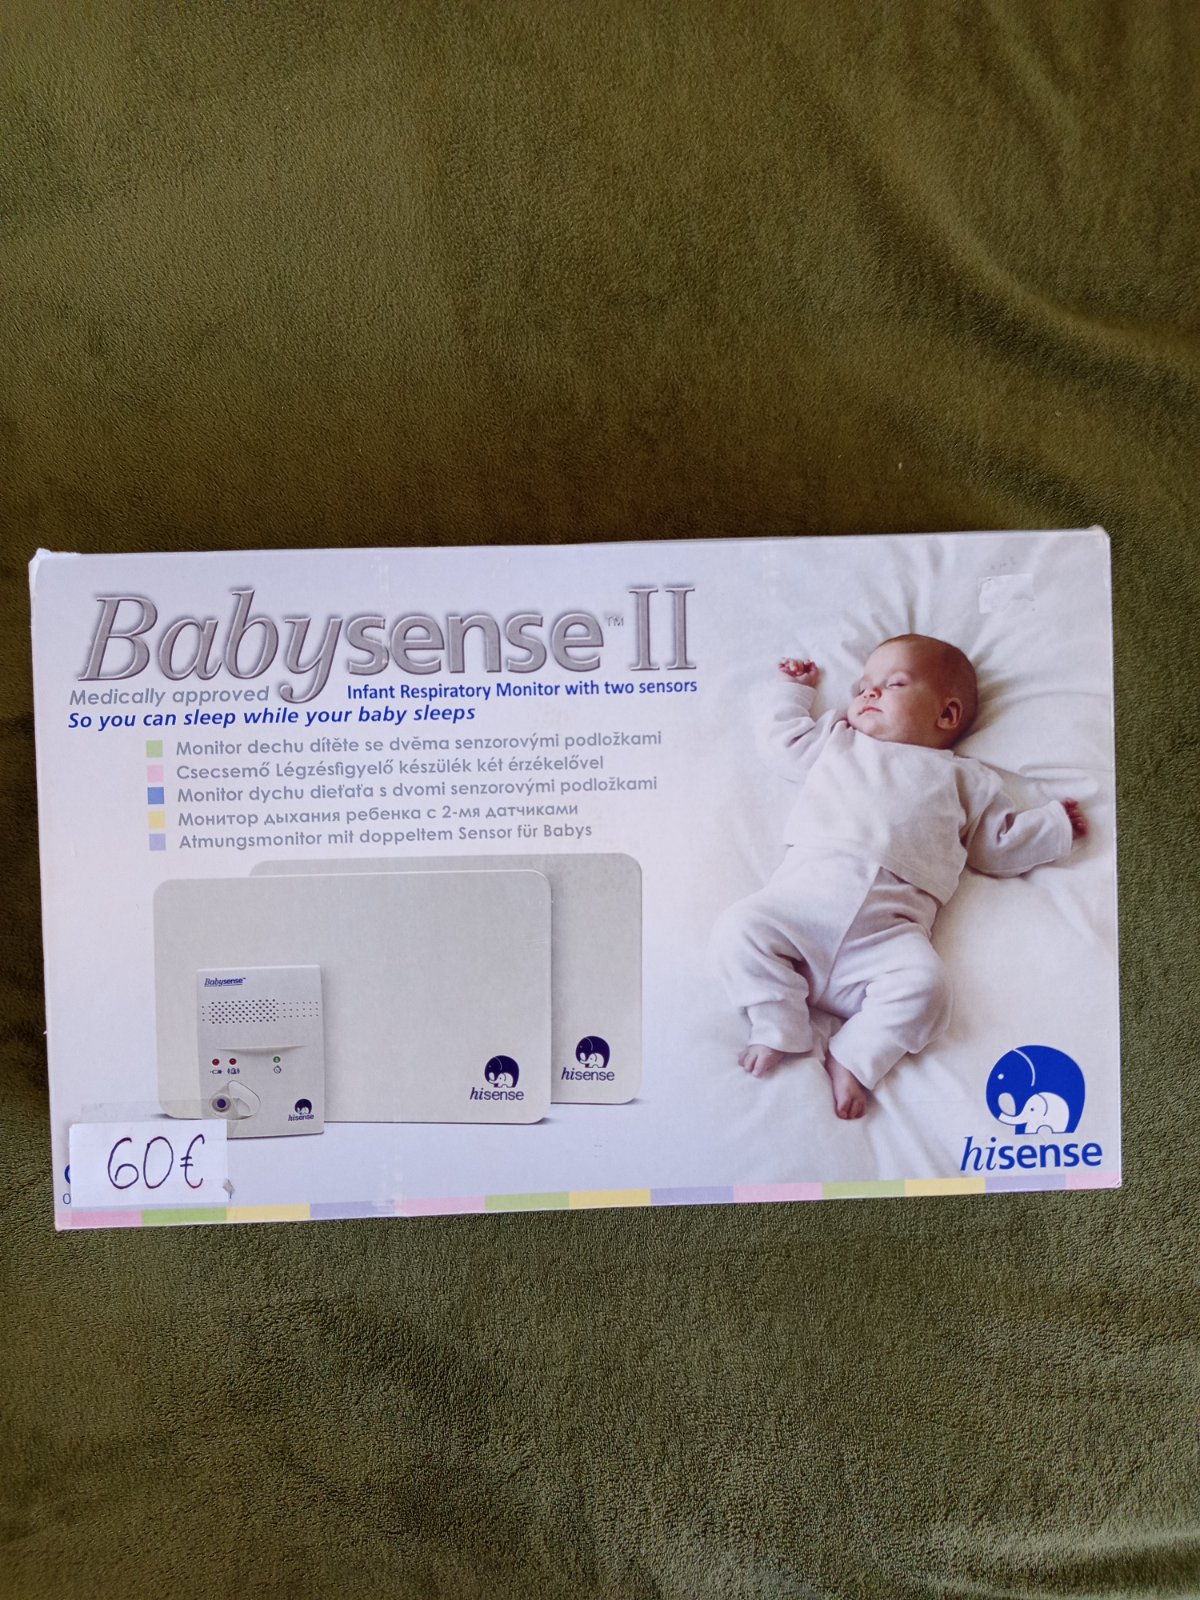 Babysense™ II
Medically approved
Infant Respiratory Monitor with two sensors
So you can sleep while your baby sleeps
Monitor dechu dítěte se dvěma senzorovými podložkami
Csecsemő Légzésfigyelő készülék két érzékelővel
Monitor dychu dieťaťa s dvomi senzorovými podložkami
Монитор дыхания ребенка с 2-мя датчиками
Atmungsmonitor mit doppeltem Sensor für Babys
Babysense™
hisense
hisense
hisense
hisense
60€